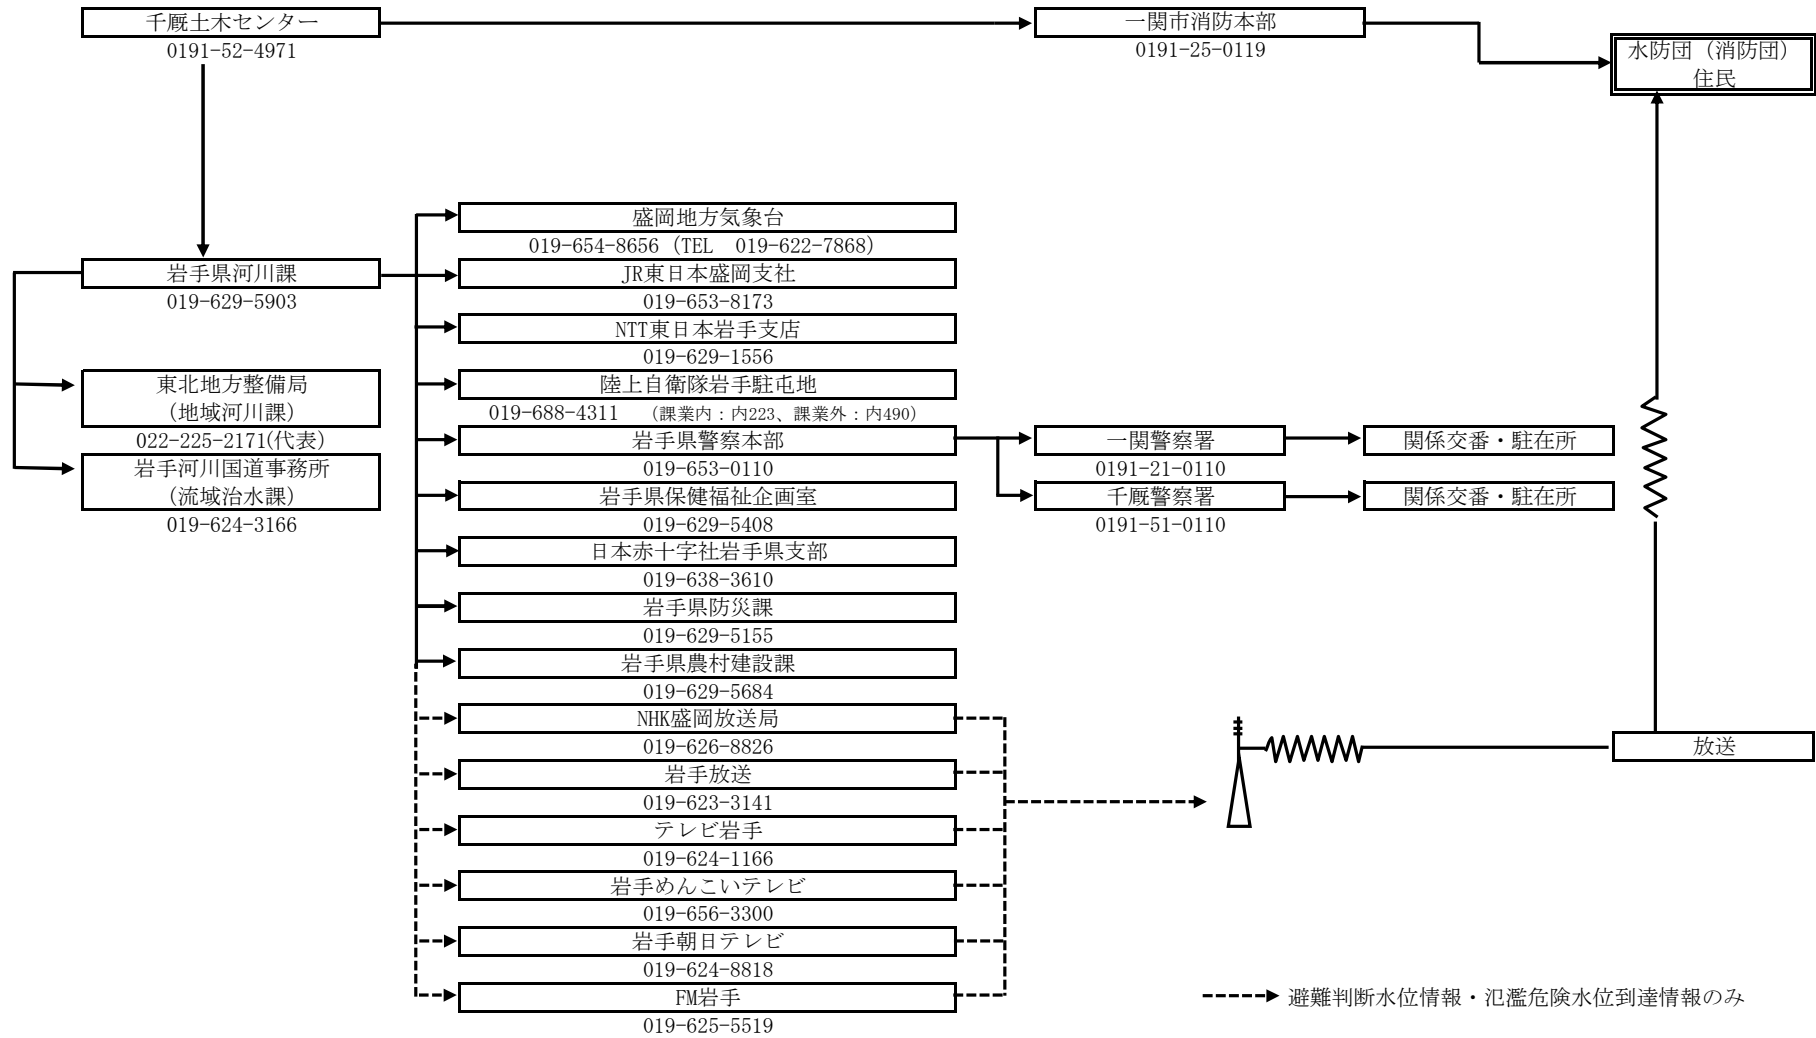 千厩土木センター
0191-52-4971
一関市消防本部
0191-25-0119
水防団（消防団）
住民
岩手県河川課
019-629-5903
東北地方整備局
（地域河川課）
022-225-2171(代表)
岩手河川国道事務所
（流域治水課）
019-624-3166
盛岡地方気象台
019-654-8656（TEL　019-622-7868）
JR東日本盛岡支社
019-653-8173
NTT東日本岩手支店
019-629-1556
陸上自衛隊岩手駐屯地
019-688-4311　（課業内：内223、課業外：内490）
岩手県警察本部
019-653-0110
岩手県保健福祉企画室
019-629-5408
日本赤十字社岩手県支部
019-638-3610
岩手県防災課
019-629-5155
岩手県農村建設課
019-629-5684
NHK盛岡放送局
019-626-8826
岩手放送
019-623-3141
テレビ岩手
019-624-1166
岩手めんこいテレビ
019-656-3300
岩手朝日テレビ
019-624-8818
FM岩手
019-625-5519
一関警察署
0191-21-0110
千厩警察署
0191-51-0110
関係交番・駐在所
関係交番・駐在所
放送
避難判断水位情報・氾濫危険水位到達情報のみ